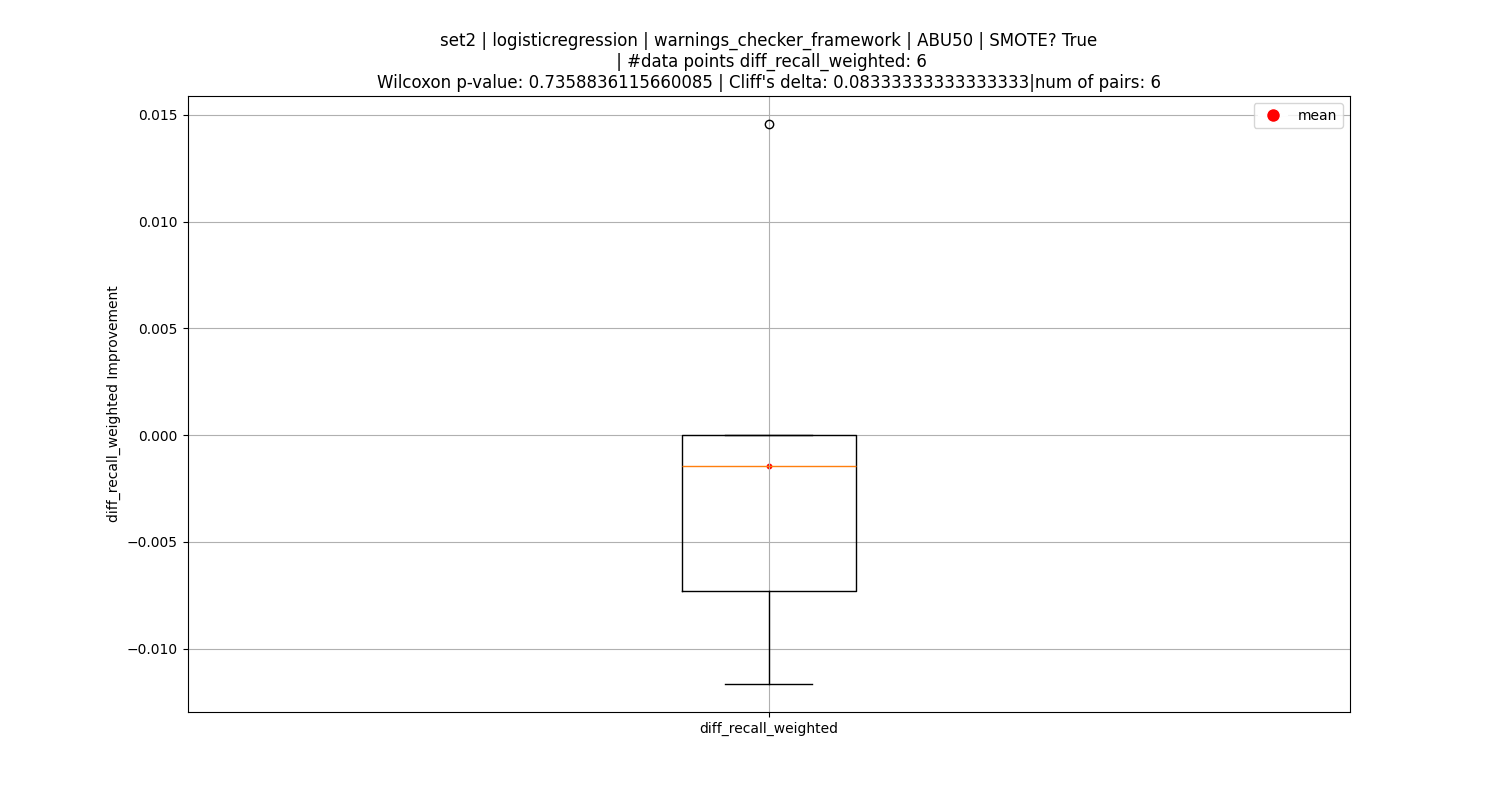 set2 | logisticregression | warnings_checker_framework | ABU50 | SMOTE? True
| #data points diff_recall_weighted: 6
Wilcoxon p-value: 0.7358836115660085 | Cliff's delta: 0.08333333333333333|num of pairs: 6
mean
0.015
0.010
0.005
0.000
−0.005
−0.010
diff_recall_weighted Improvement
diff_recall_weighted